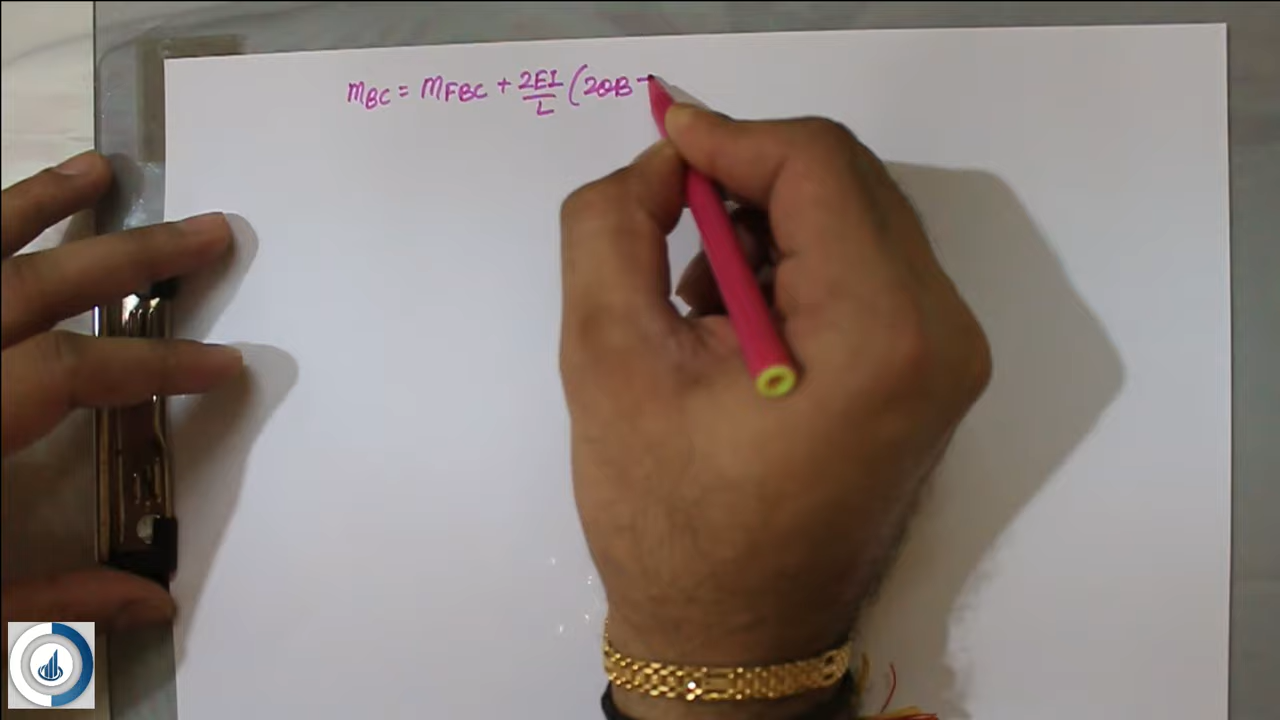 MBC = MFBC + 2EI/L (2θB +